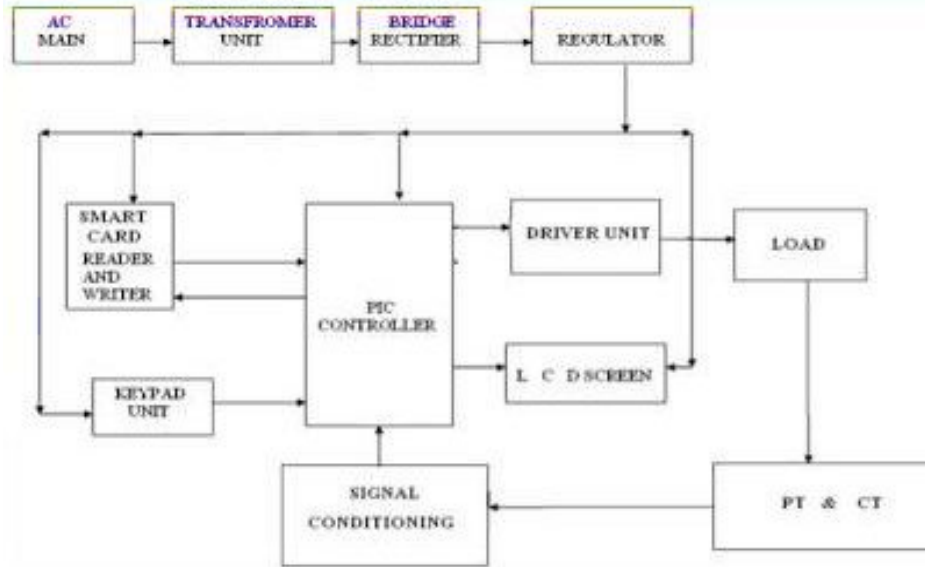 AC
MAIN
TRANSFROMER
UNIT
BRIDGE
RECTIFIER
REGULATOR
SMART
CARD
READER
AND
WRITER
PIC
CONTROLLER
DRIVER UNIT
LOAD
L C D SCREEN
KEYPAD
UNIT
SIGNAL
CONDITIONING
PT & CT